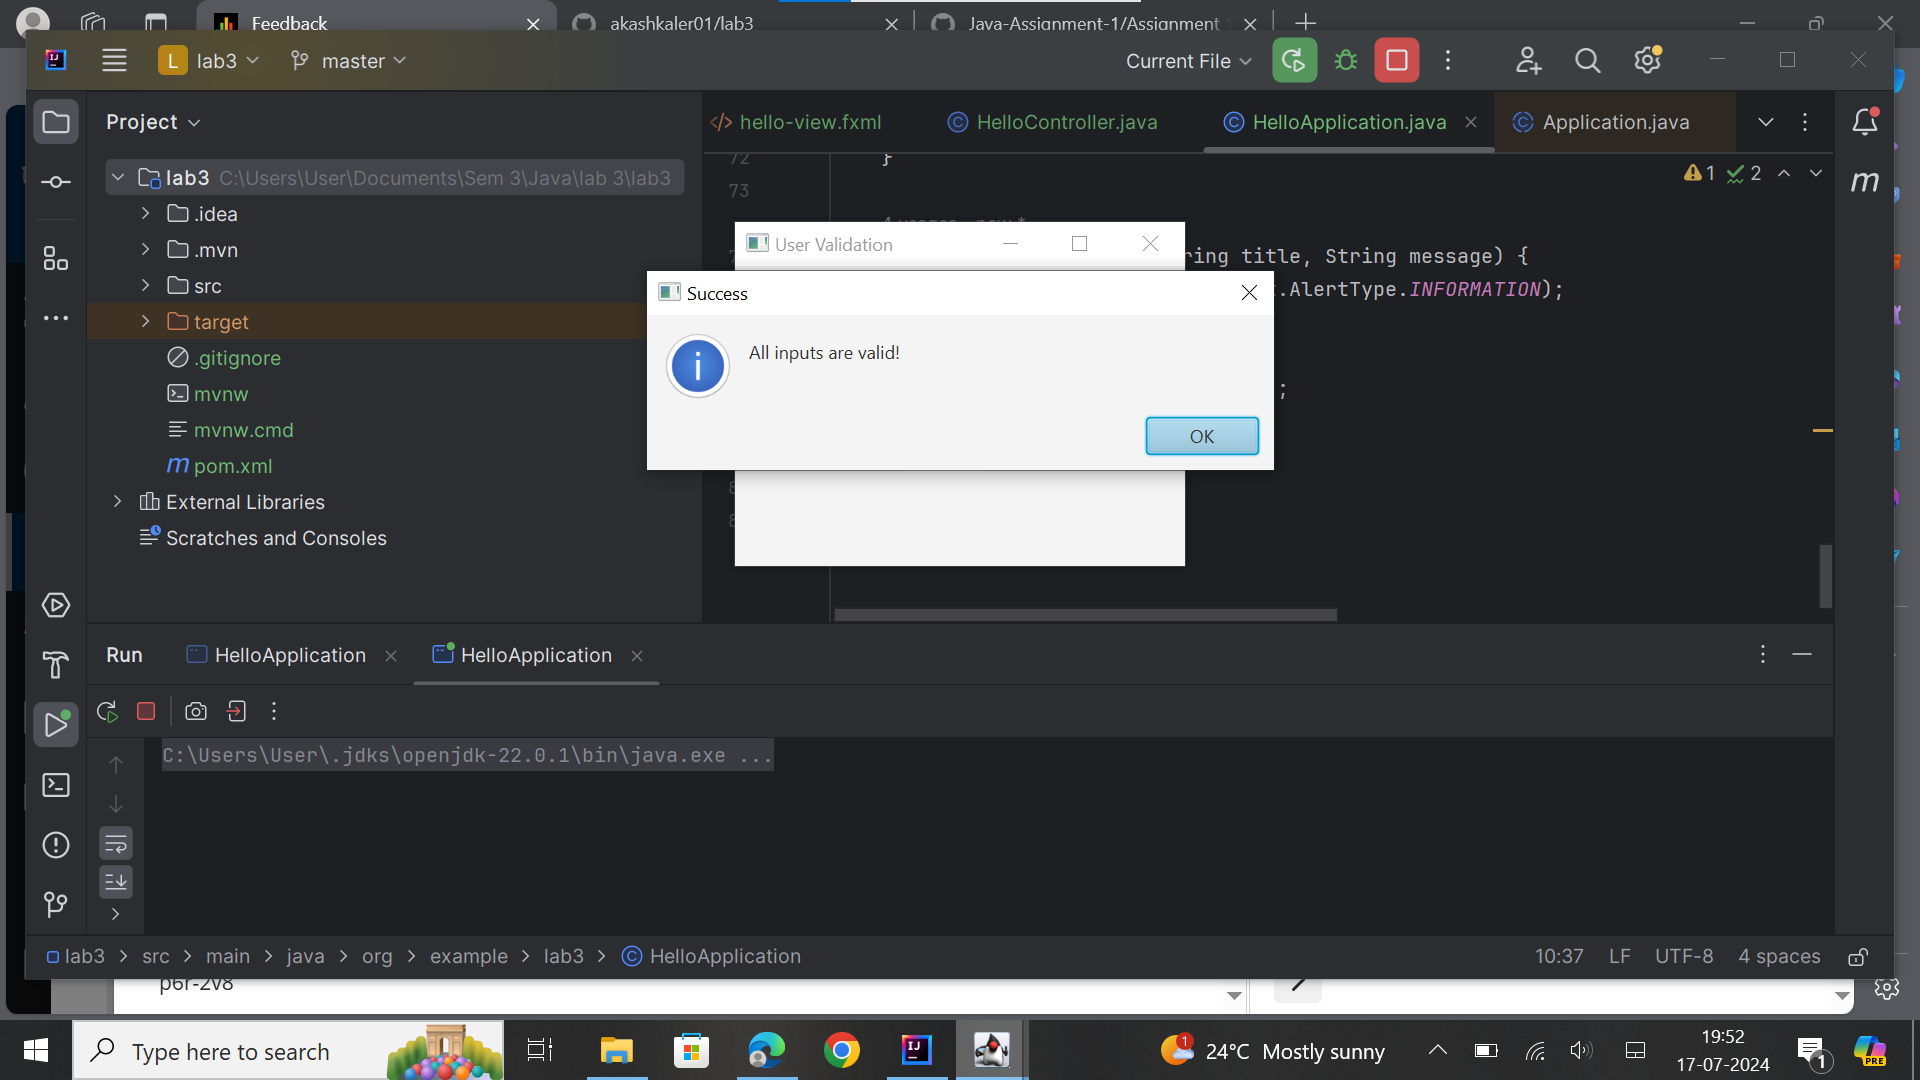 Feedback
akashkaler01/lab3
Java-Assignment-1/Assignment
L lab3
master
Current File
Project
hello-view.fxml
HelloController.java
HelloApplication.java
Application.java
lab3 C:\Users\User\Documents\Sem 3\Java\lab 3\lab3
.idea
.mvn
src
target
.gitignore
mvnw
mvnw.cmd
m pom.xml
External Libraries
Scratches and Consoles
72 }
73
1
2
m
User Validation
ring title, String message) {
.AlertType.INFORMATION);
;
Success
All inputs are valid!
OK
Run
HelloApplication
HelloApplication
C:\Users\User\.jdks\openjdk-22.0.1\bin\java.exe ...
lab3 > src > main > java > org > example > lab3 > HelloApplication
10:37 LF UTF-8 4 spaces
p6r-2v8
Type here to search
1
24°C Mostly sunny
19:52
17-07-2024
1
PRE